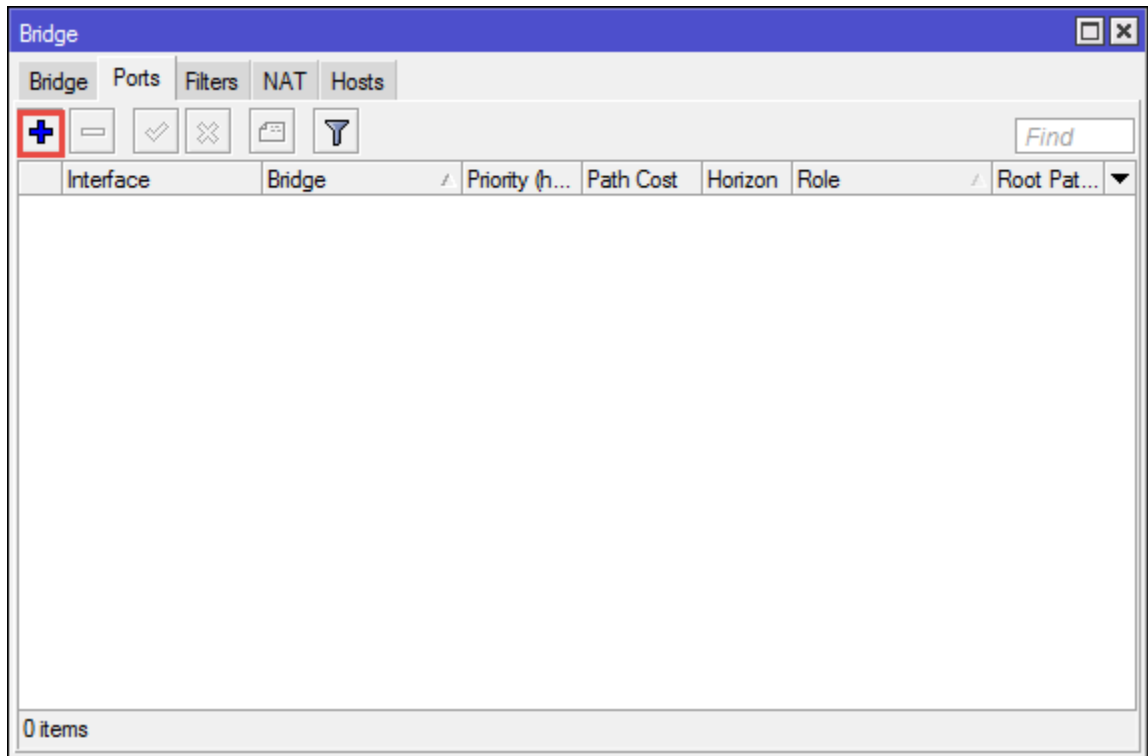 Bridge
Bridge Ports Filters NAT Hosts
Find
Interface Bridge Priority (h... Path Cost Horizon Role Root Pat...
0 items